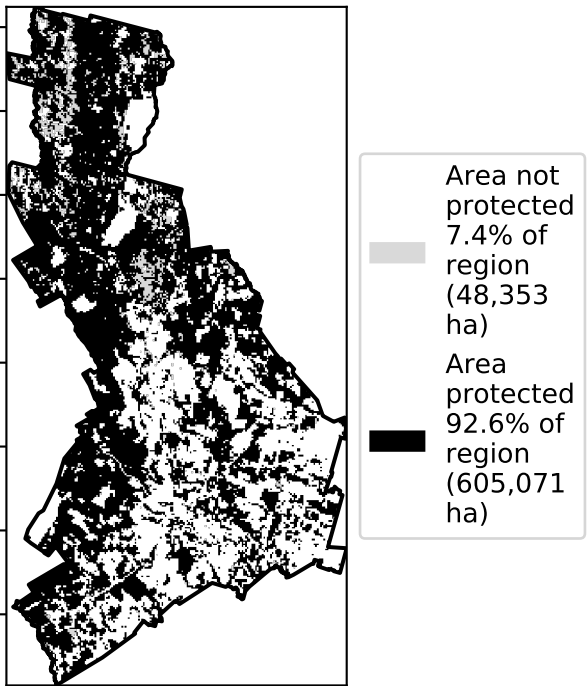 Area not
protected
7.4% of
region
(48,353
ha)
Area
protected
92.6% of
region
(605,071
ha)